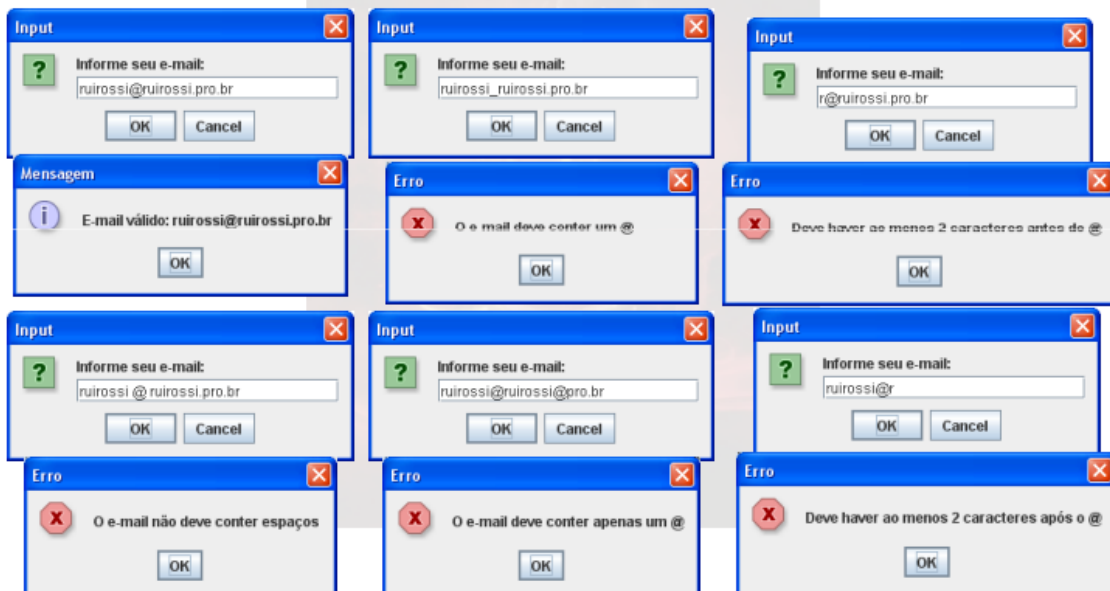 Input
Informe seu e-mail:
ruirossi@ruirossi.pro.br
OK Cancel
Input
Informe seu e-mail:
ruirossi_ruirossi.pro.br
OK Cancel
Input
Informe seu e-mail:
r@ruirossi.pro.br
OK Cancel
Mensagem
E-mail válido: ruirossi@ruirossi.pro.br
OK
Erro
O e-mail deve conter um @
OK
Erro
Deve haver ao menos 2 caracteres antes do @
OK
Input
Informe seu e-mail:
ruirossi @ ruirossi.pro.br
OK Cancel
Input
Informe seu e-mail:
ruirossi@ruirossi@pro.br
OK Cancel
Input
Informe seu e-mail:
ruirossi@r
OK Cancel
Erro
O e-mail não deve conter espaços
OK
Erro
O e-mail deve conter apenas um @
OK
Erro
Deve haver ao menos 2 caracteres após o @
OK